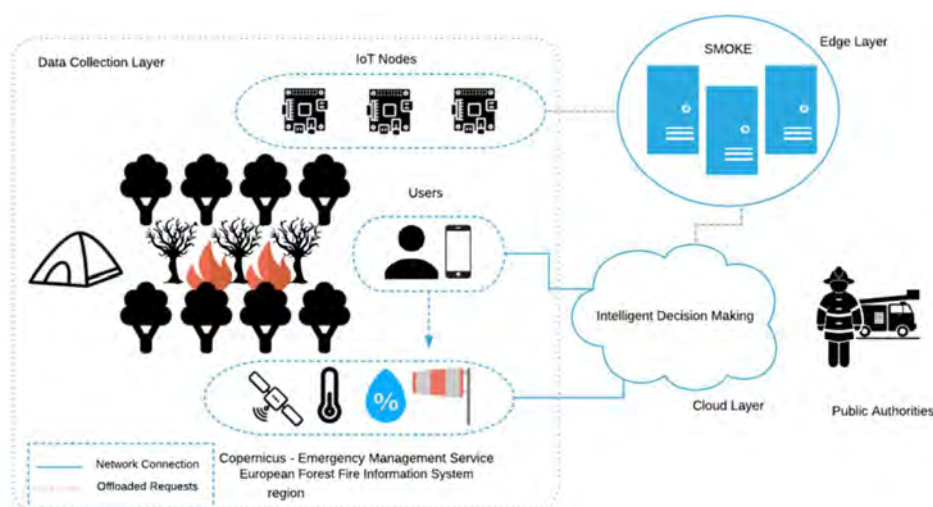 Data Collection Layer
IoT Nodes
SMOKE
Edge Layer
Users
%
Intelligent Decision Making
Cloud Layer
Public Authorities
Copernicus - Emergency Management Service
European Forest Fire Information System
region
Network Connection
Offloaded Requests